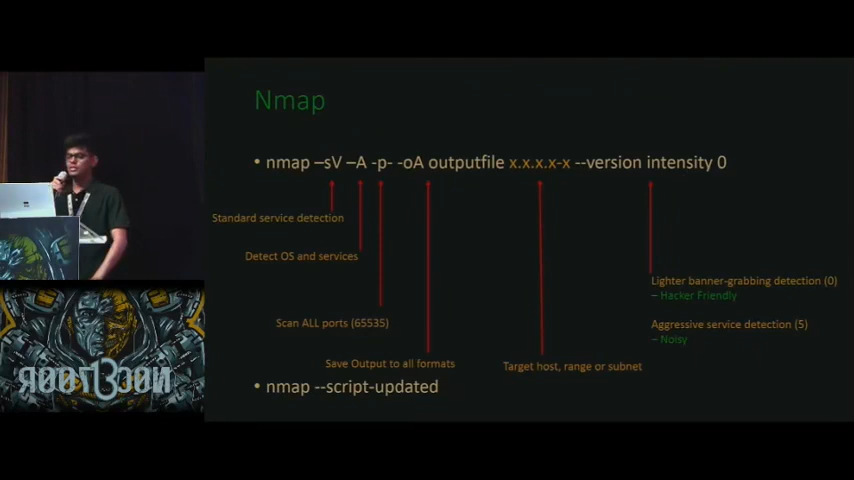 Nmap
• nmap –sV –A -p- -oA outputfile x.x.x.x-x --version intensity 0
Standard service detection
Detect OS and services
Scan ALL ports (65535)
Save Output to all formats
Target host, range or subnet
Lighter banner-grabbing detection (0)
– Hacker Friendly
Aggressive service detection (5)
– Noisy
• nmap --script-updated